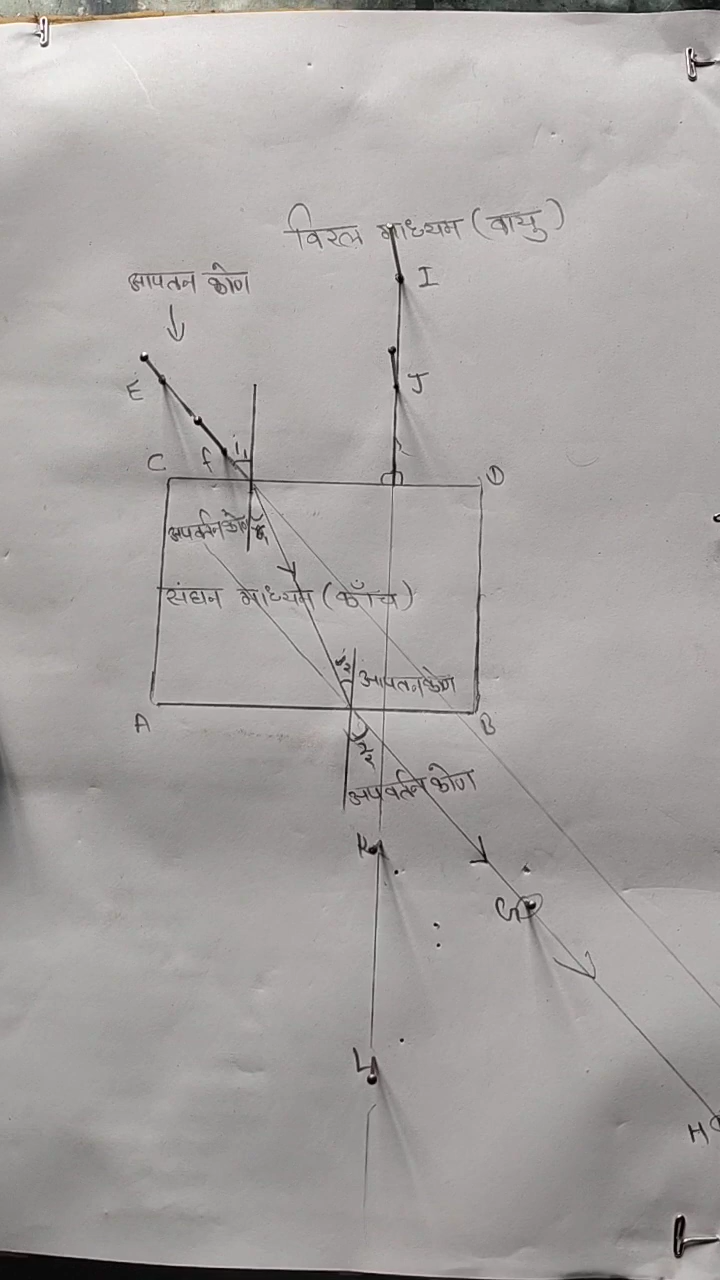 विरल माध्यम (वायु)
I
आपतन कोण
J
E
f i₁
C
D
अपवर्तन कोण r₁
संघन माध्यम (काँच)
i₂ आपतन कोण
A
B
r₂
अपवर्तन कोण
K
G
L
H